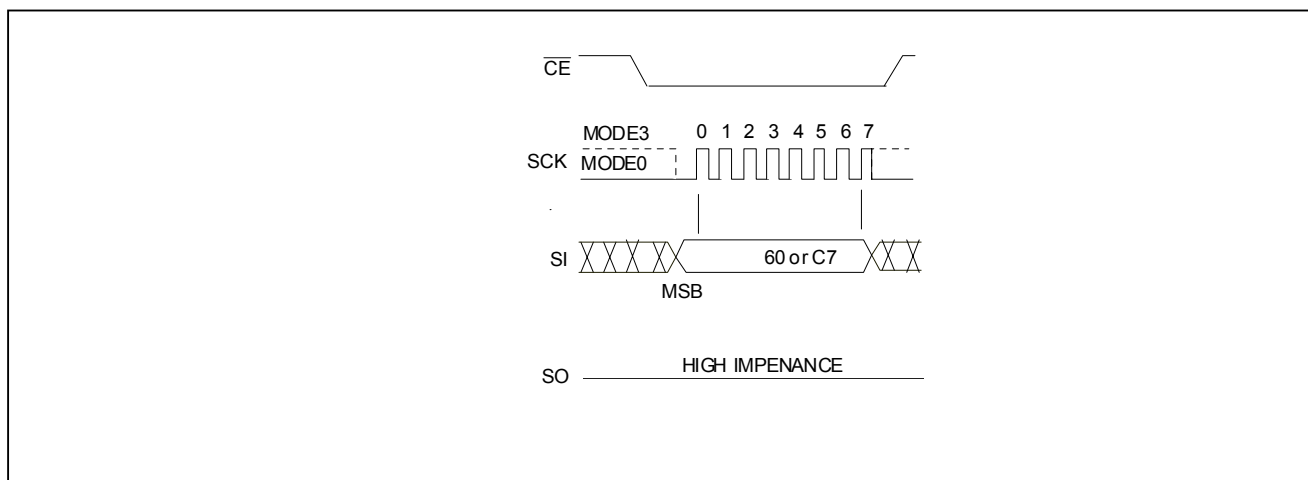 CE
MODE3 0 1 2 3 4 5 6 7
SCK MODE0
SI 60 or C7
MSB
HIGH IMPENANCE
SO